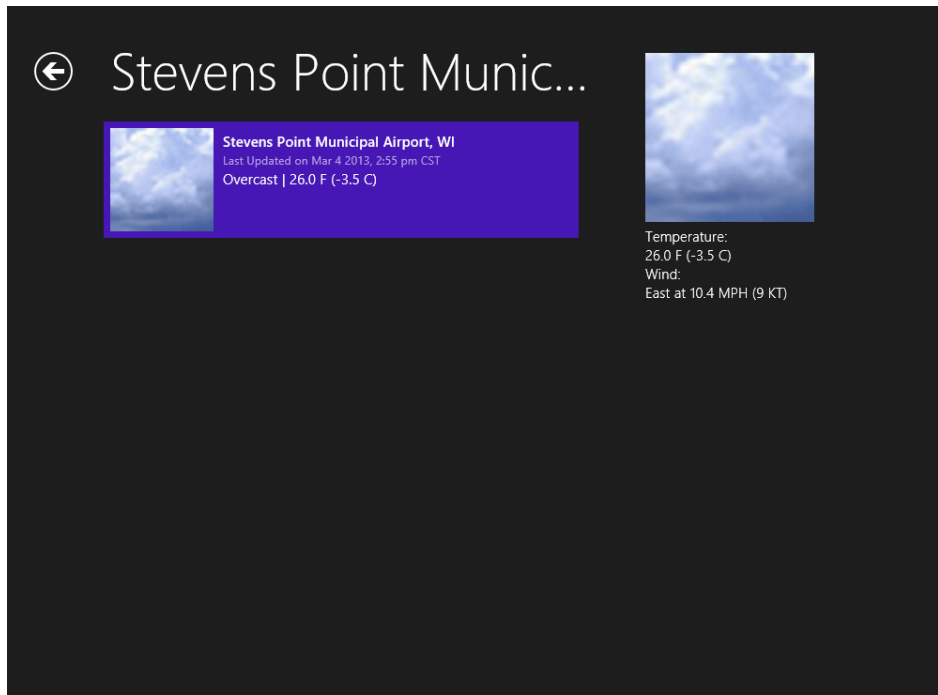 Stevens Point Munic...
Stevens Point Municipal Airport, WI
Last Updated on Mar 4 2013, 2:55 pm CST
Overcast | 26.0 F (-3.5 C)
Temperature:
26.0 F (-3.5 C)
Wind:
East at 10.4 MPH (9 KT)